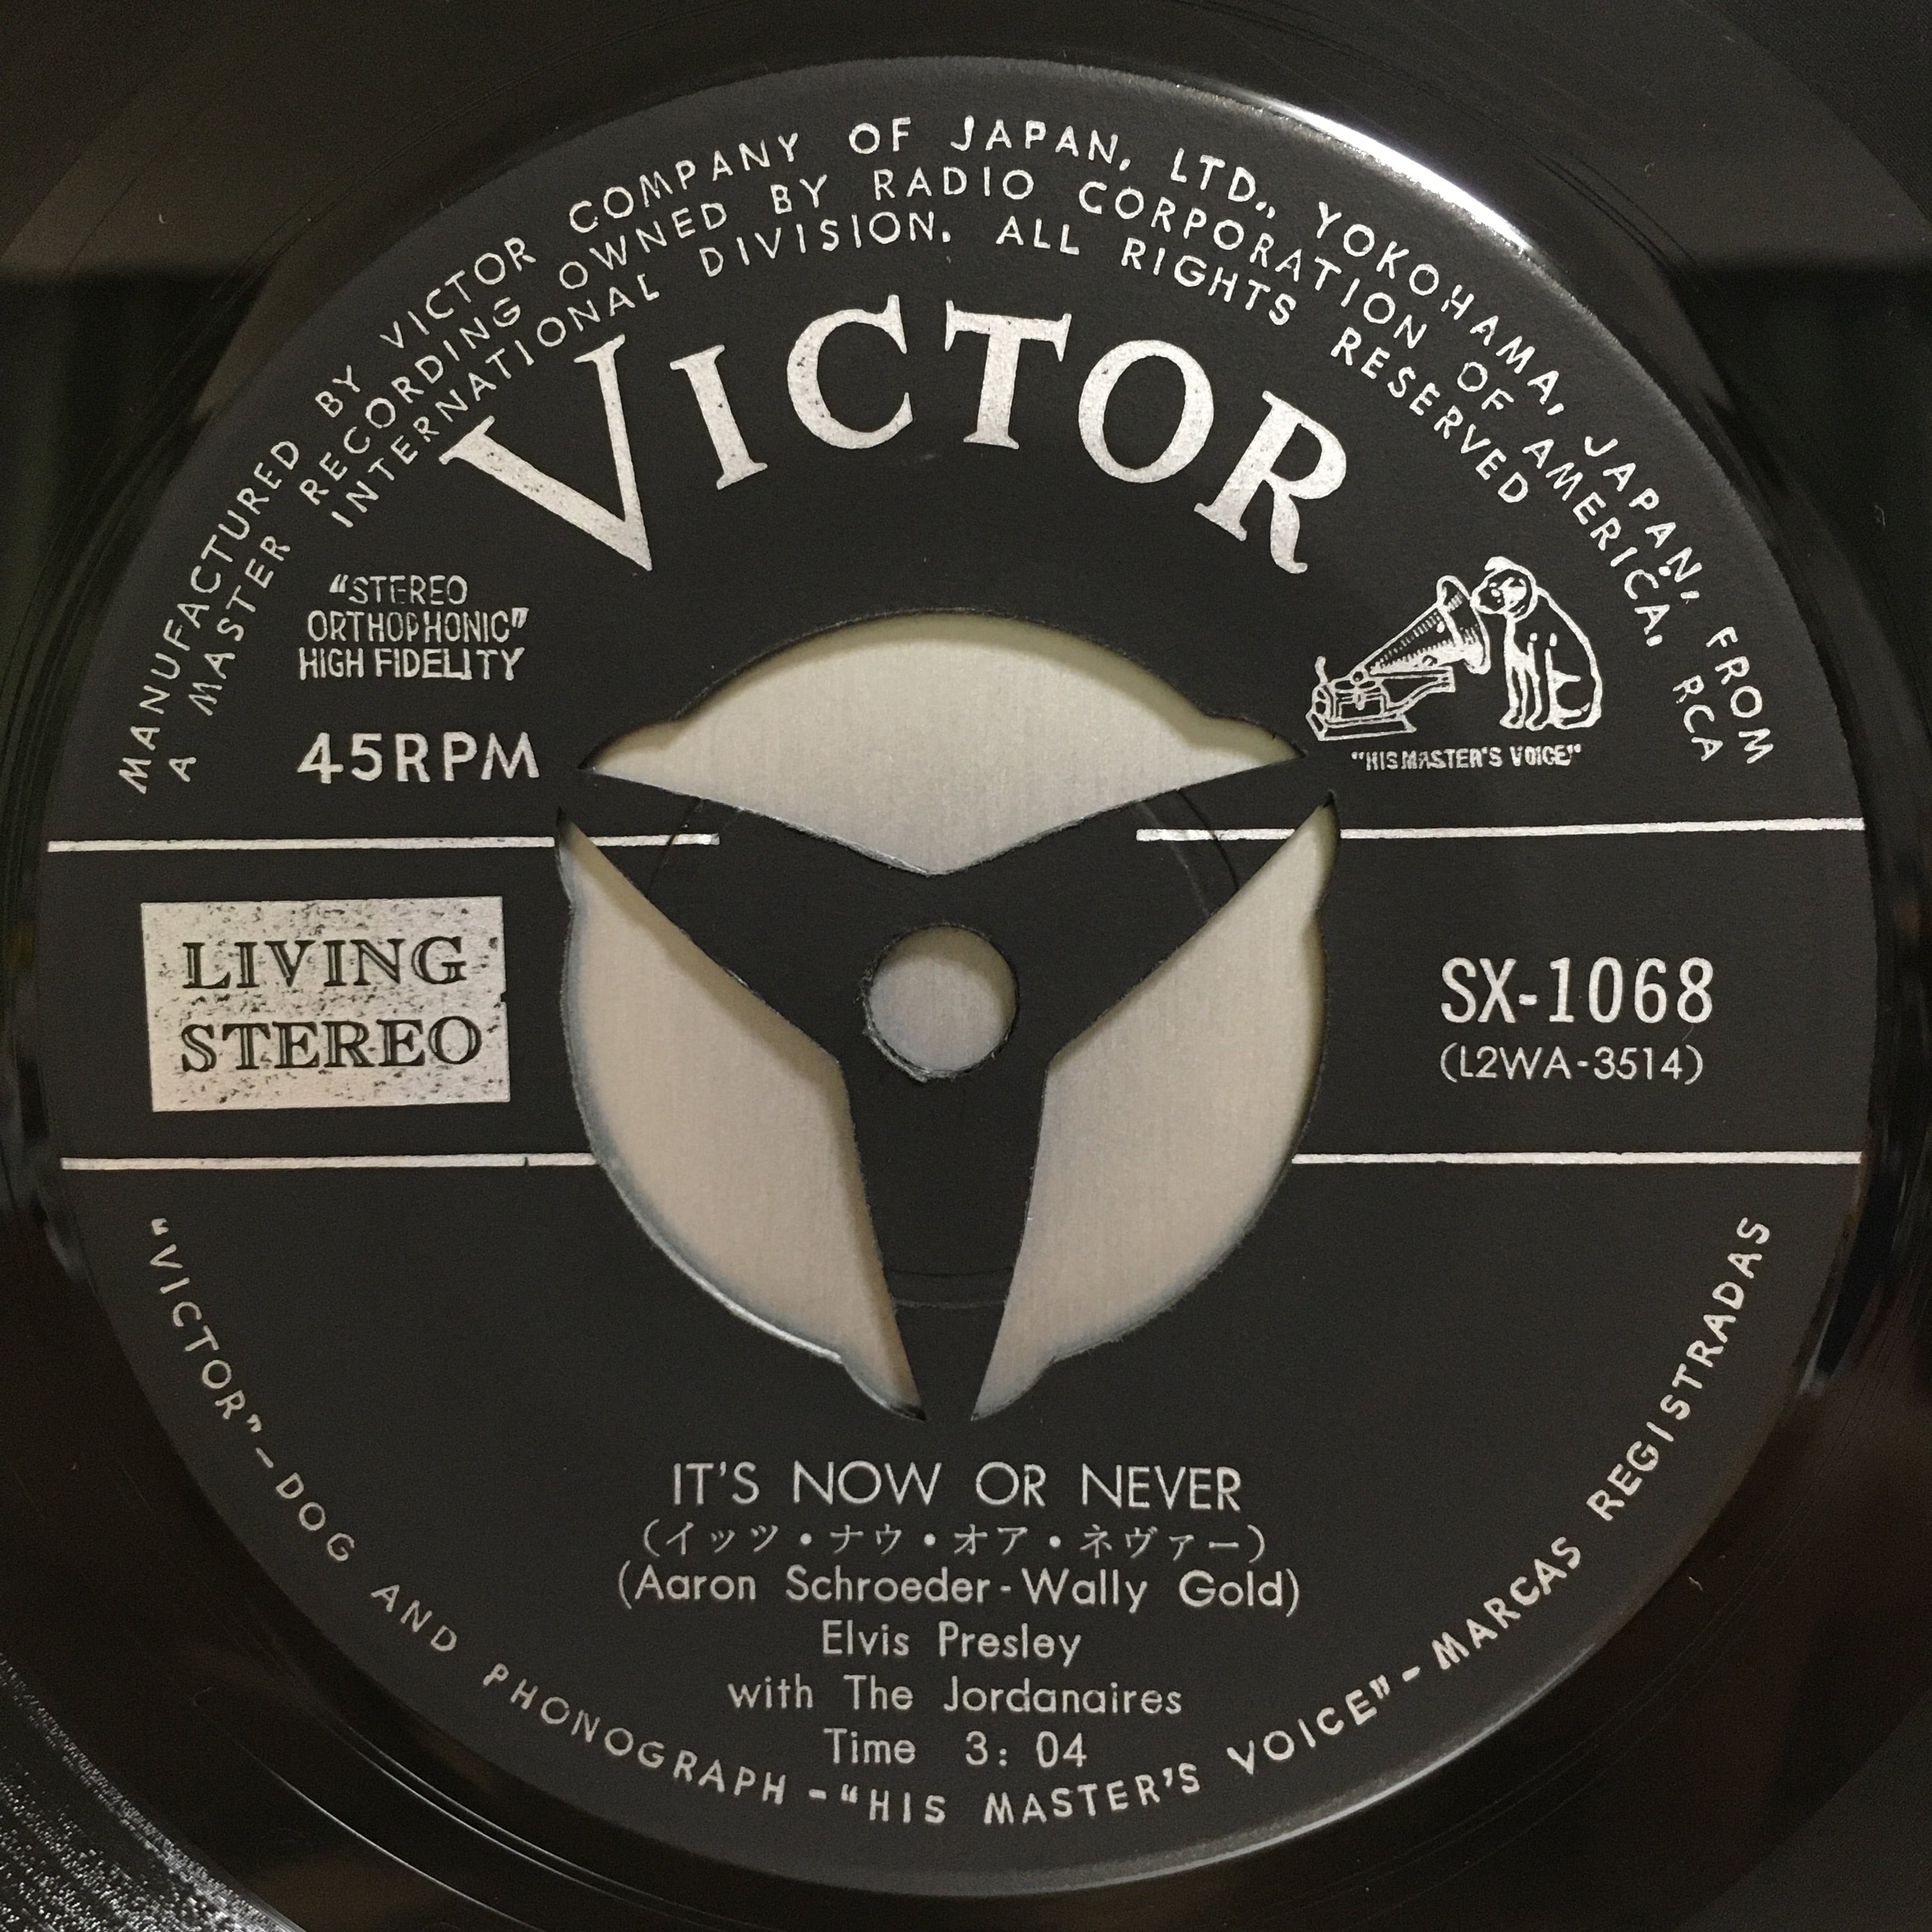 MANUFACTURED BY VICTOR COMPANY OF JAPAN, LTD., YOKOHAMA, JAPAN, FROM
A MASTER RECORDING OWNED BY RADIO CORPORATION OF AMERICA, RCA
INTERNATIONAL DIVISION. ALL RIGHTS RESERVED
VICTOR
“STEREO
ORTHOPHONIC”
HIGH FIDELITY
45RPM
"HIS MASTER'S VOICE"
LIVING
STEREO
SX-1068
(L2WA-3514)
IT'S NOW OR NEVER
(イッツ・ナウ・オア・ネヴァー)
(Aaron Schroeder-Wally Gold)
Elvis Presley
with The Jordanaires
Time 3:04
“VICTOR”-DOG AND PHONOGRAPH-“HIS MASTER'S VOICE”-MARCAS REGISTRADAS